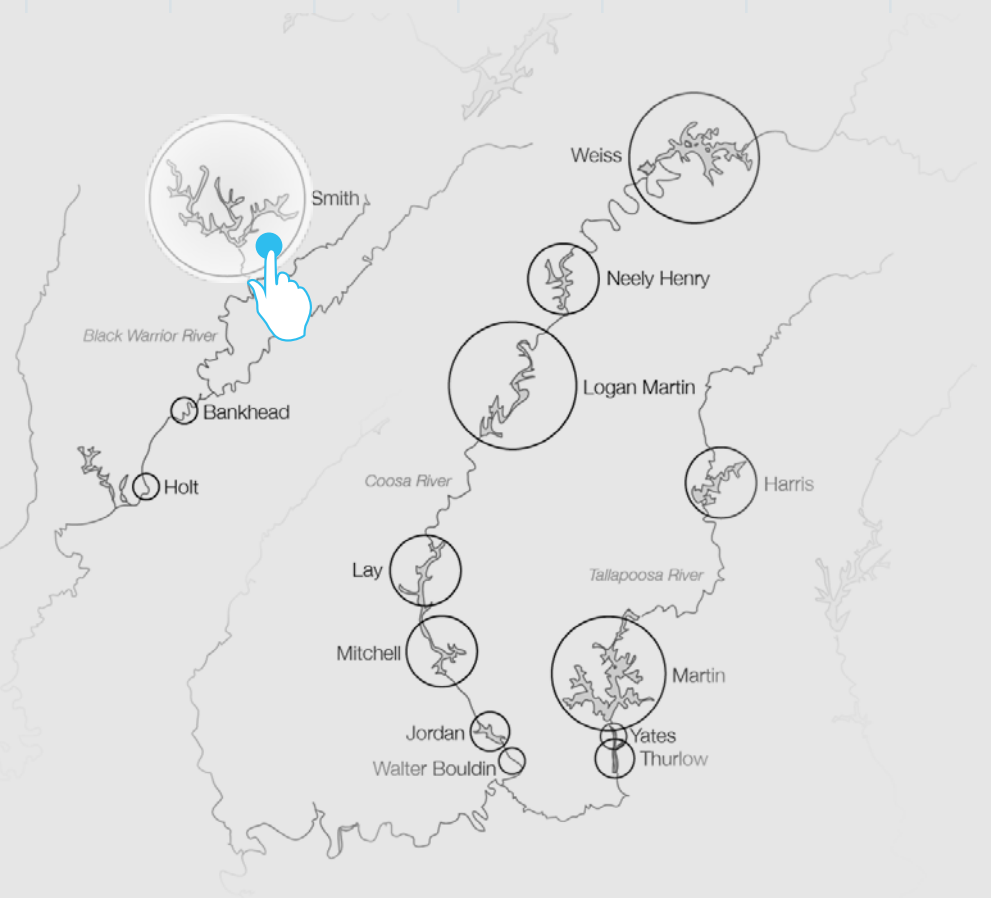 Weiss
Smith
Neely Henry
Black Warrior River
Logan Martin
Bankhead
Coosa River
Holt
Harris
Lay
Tallapoosa River
Mitchell
Martin
Jordan
Yates
Thurlow
Walter Bouldin